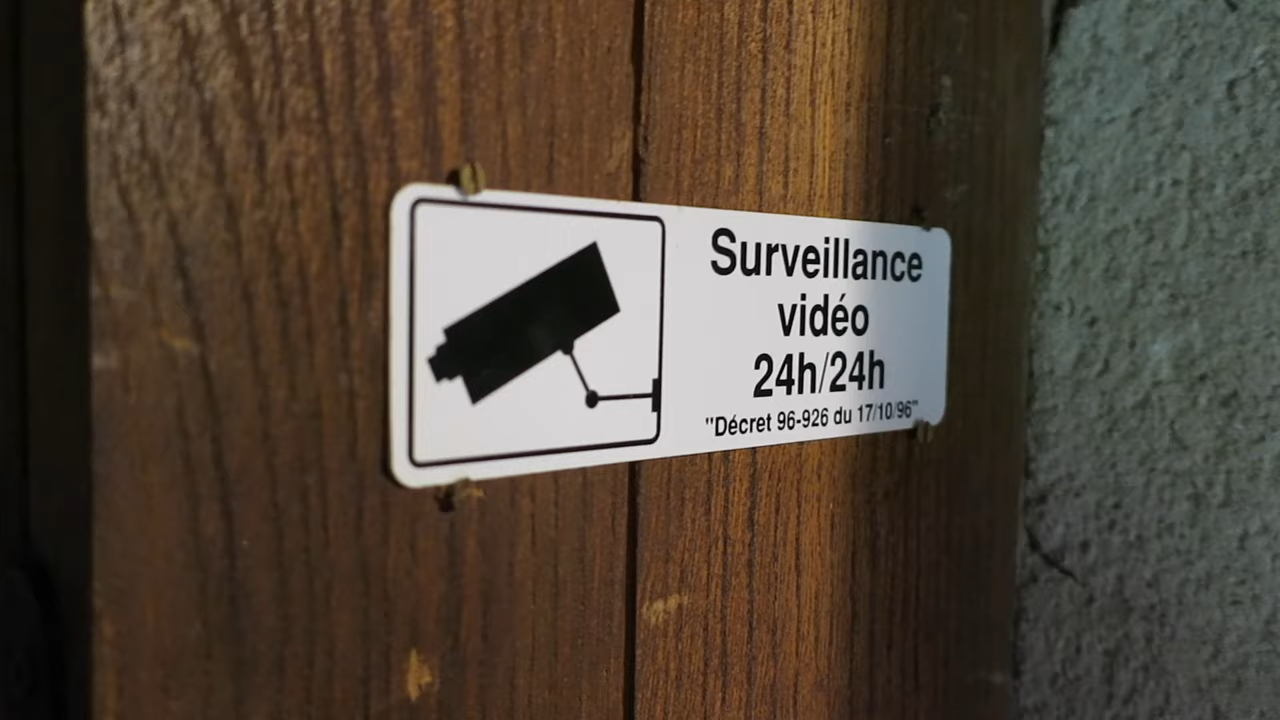 Surveillance
vidéo
24h/24h
"Décret 96-926 du 17/10/96"